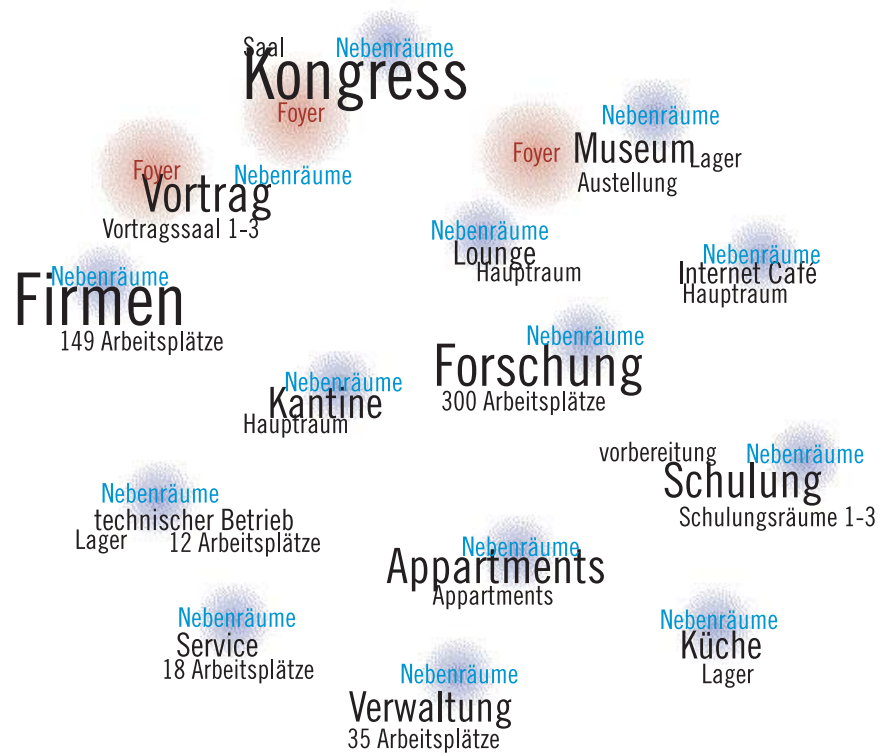 Saal
Nebenräume
Kongress
Foyer
Foyer
Nebenräume
Vortrag
Vortragssaal 1-3
Nebenräume
Foyer
Museum
Lager
Austellung
Nebenräume
Lounge
Hauptraum
Nebenräume
Internet Café
Hauptraum
Nebenräume
Firmen
149 Arbeitsplätze
Nebenräume
Forschung
300 Arbeitsplätze
Nebenräume
Kantine
Hauptraum
vorbereitung
Nebenräume
Schulung
Schulungsräume 1-3
Nebenräume
technischer Betrieb
Lager
12 Arbeitsplätze
Nebenräume
Appartments
Appartments
Nebenräume
Service
18 Arbeitsplätze
Nebenräume
Küche
Lager
Nebenräume
Verwaltung
35 Arbeitsplätze